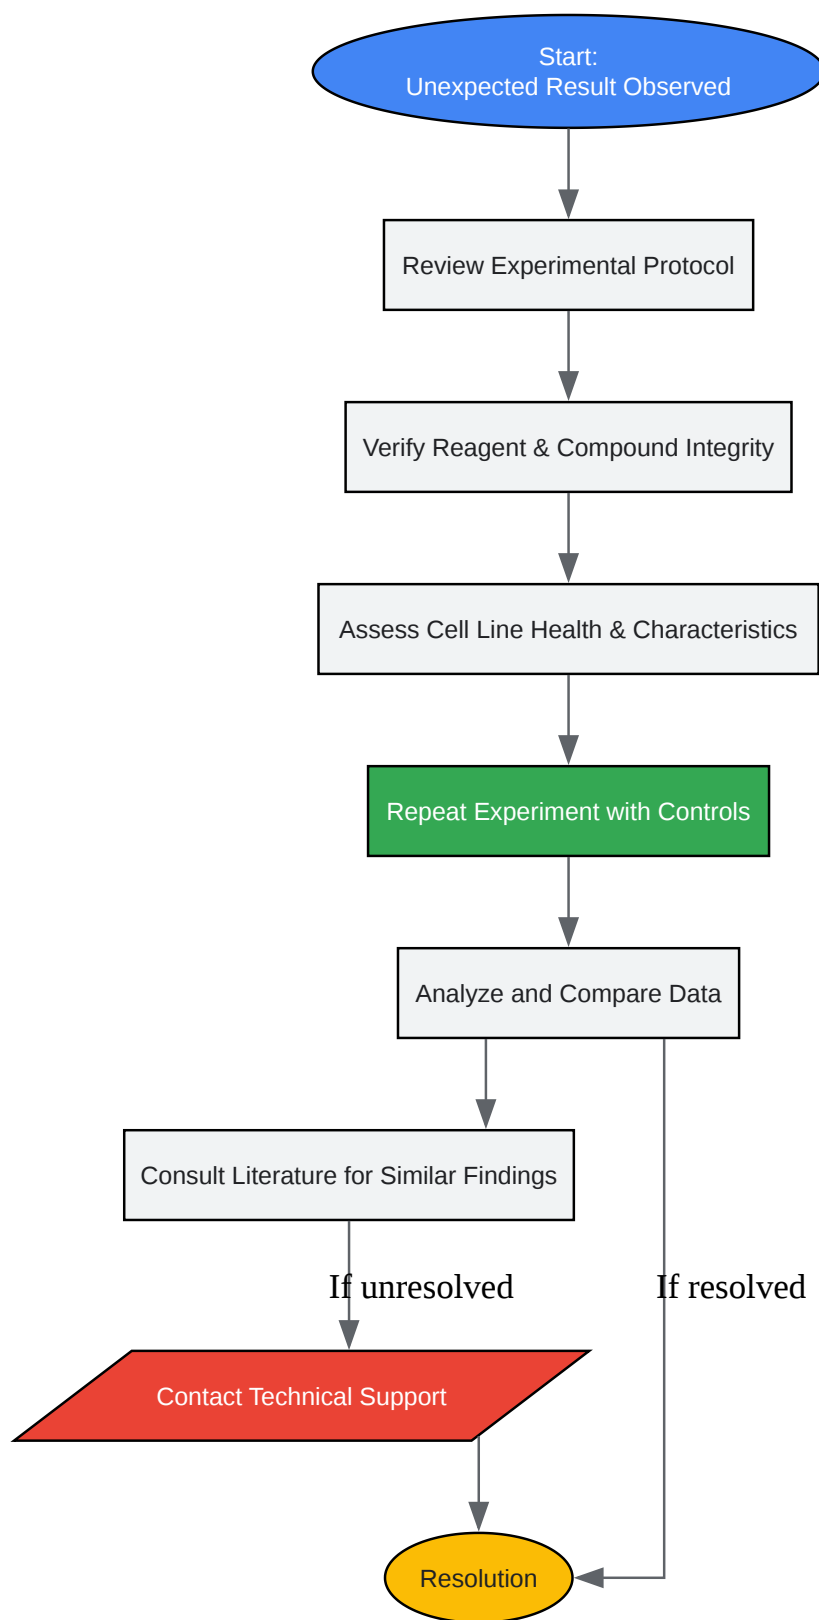 Start:
Unexpected Result Observed
Review Experimental Protocol
Verify Reagent & Compound Integrity
Assess Cell Line Health & Characteristics
Repeat Experiment with Controls
Analyze and Compare Data
Consult Literature for Similar Findings
If unresolved
If resolved
Contact Technical Support
Resolution